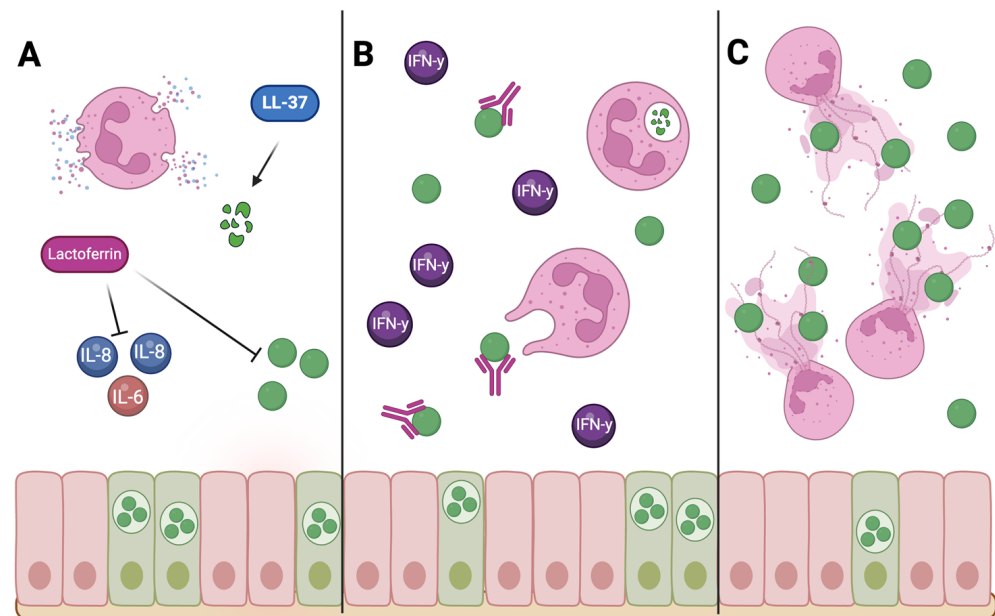 A
LL-37
Lactoferrin
IL-8
IL-8
IL-6
B
IFN-y
IFN-y
IFN-y
IFN-y
IFN-y
C